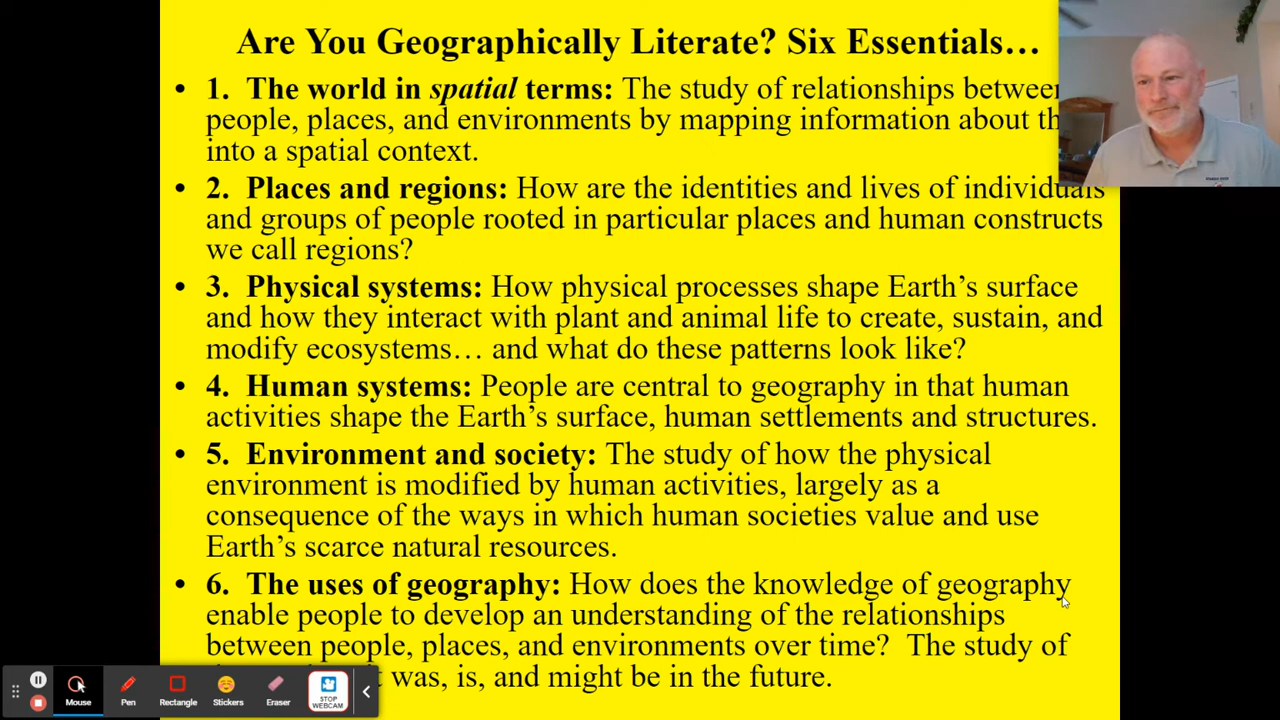 Are You Geographically Literate? Six Essentials…
• 1. The world in spatial terms: The study of relationships between
people, places, and environments by mapping information about
into a spatial context.
• 2. Places and regions: How are the identities and lives of individuals
and groups of people rooted in particular places and human constructs
we call regions?
• 3. Physical systems: How physical processes shape Earth’s surface
and how they interact with plant and animal life to create, sustain, and
modify ecosystems… and what do these patterns look like?
• 4. Human systems: People are central to geography in that human
activities shape the Earth’s surface, human settlements and structures.
• 5. Environment and society: The study of how the physical
environment is modified by human activities, largely as a
consequence of the ways in which human societies value and use
Earth’s scarce natural resources.
• 6. The uses of geography: How does the knowledge of geography
enable people to develop an understanding of the relationships
between people, places, and environments over time? The study of
was, is, and might be in the future.
Mouse Pen Rectangle Stickers Eraser STOP
WEBCAM